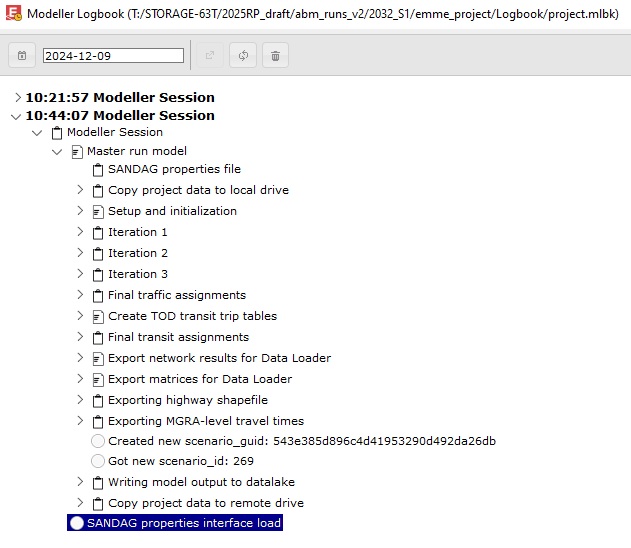 Modeller Logbook (T:/STORAGE-63T/2025RP_draft/abm_runs_v2/2032_S1/emme_project/Logbook/project.mlbk)
2024-12-09
10:21:57 Modeller Session
10:44:07 Modeller Session
Modeller Session
Master run model
SANDAG properties file
Copy project data to local drive
Setup and initialization
Iteration 1
Iteration 2
Iteration 3
Final traffic assignments
Create TOD transit trip tables
Final transit assignments
Export network results for Data Loader
Export matrices for Data Loader
Exporting highway shapefile
Exporting MGRA-level travel times
Created new scenario_guid: 543e385d896c4d41953290d492da26db
Got new scenario_id: 269
Writing model output to datalake
Copy project data to remote drive
SANDAG properties interface load